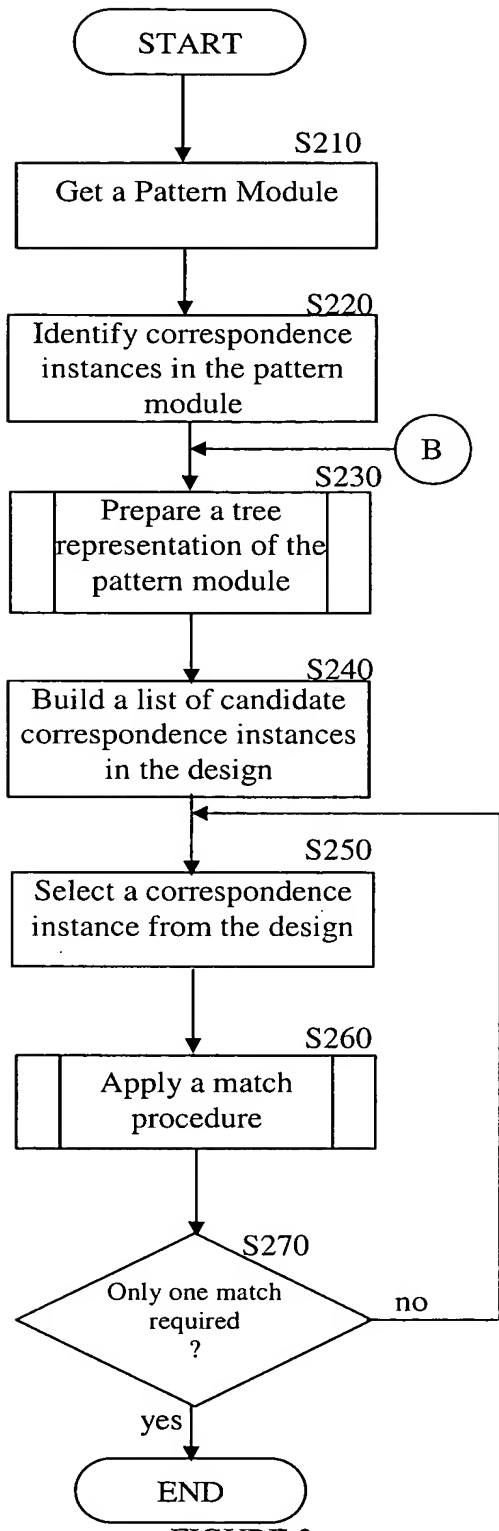 START
S210
Get a Pattern Module
S220
Identify correspondence
instances in the pattern
module
B
S230
Prepare a tree
representation of the
pattern module
S240
Build a list of candidate
correspondence instances
in the design
S250
Select a correspondence
instance from the design
S260
Apply a match
procedure
S270
Only one match
required
?
no
yes
END